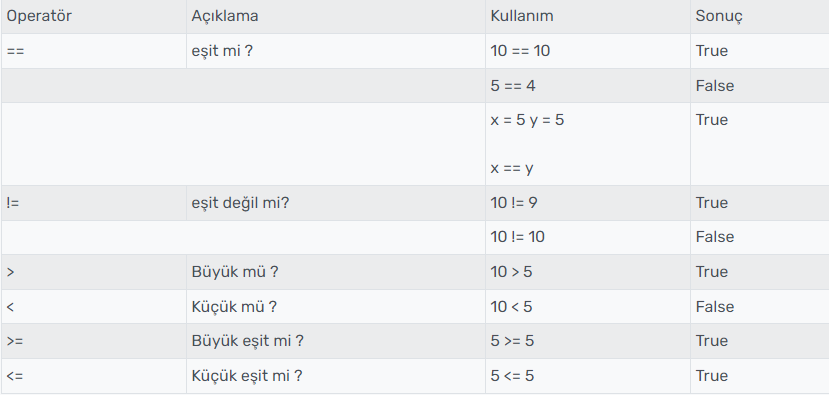 Operatör Açıklama Kullanım Sonuç
== eşit mi ? 10 == 10 True
5 == 4 False
x = 5 y = 5 True
x == y
!= eşit değil mi? 10 != 9 True
10 != 10 False
> Büyük mü ? 10 > 5 True
< Küçük mü ? 10 < 5 False
>= Büyük eşit mi ? 5 >= 5 True
<= Küçük eşit mi ? 5 <= 5 True